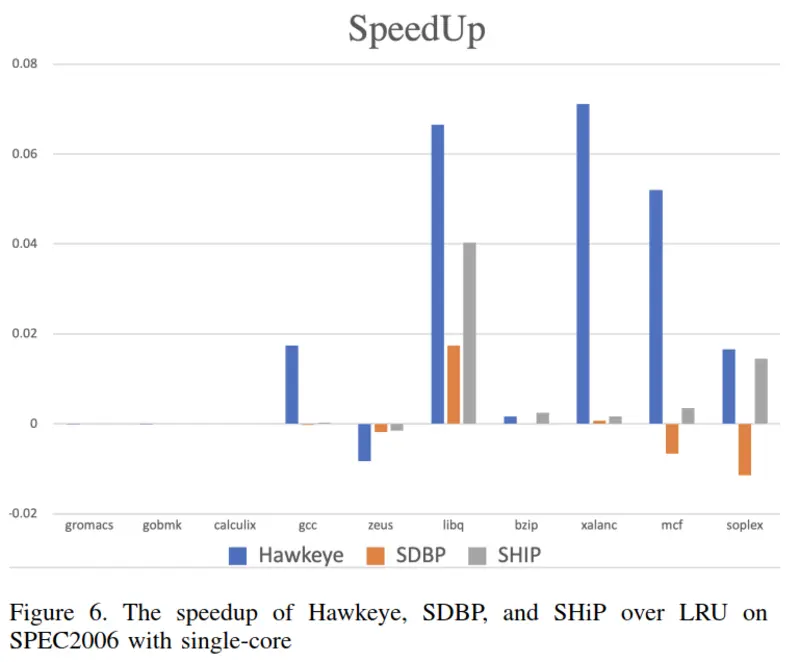 SpeedUp
0.08
0.06
0.04
0.02
0
-0.02
gromacs gobmk calculix gcc zeus libq bzip xalanc mcf soplex
Hawkeye SDBP SHIP
Figure 6. The speedup of Hawkeye, SDBP, and SHiP over LRU on
SPEC2006 with single-core